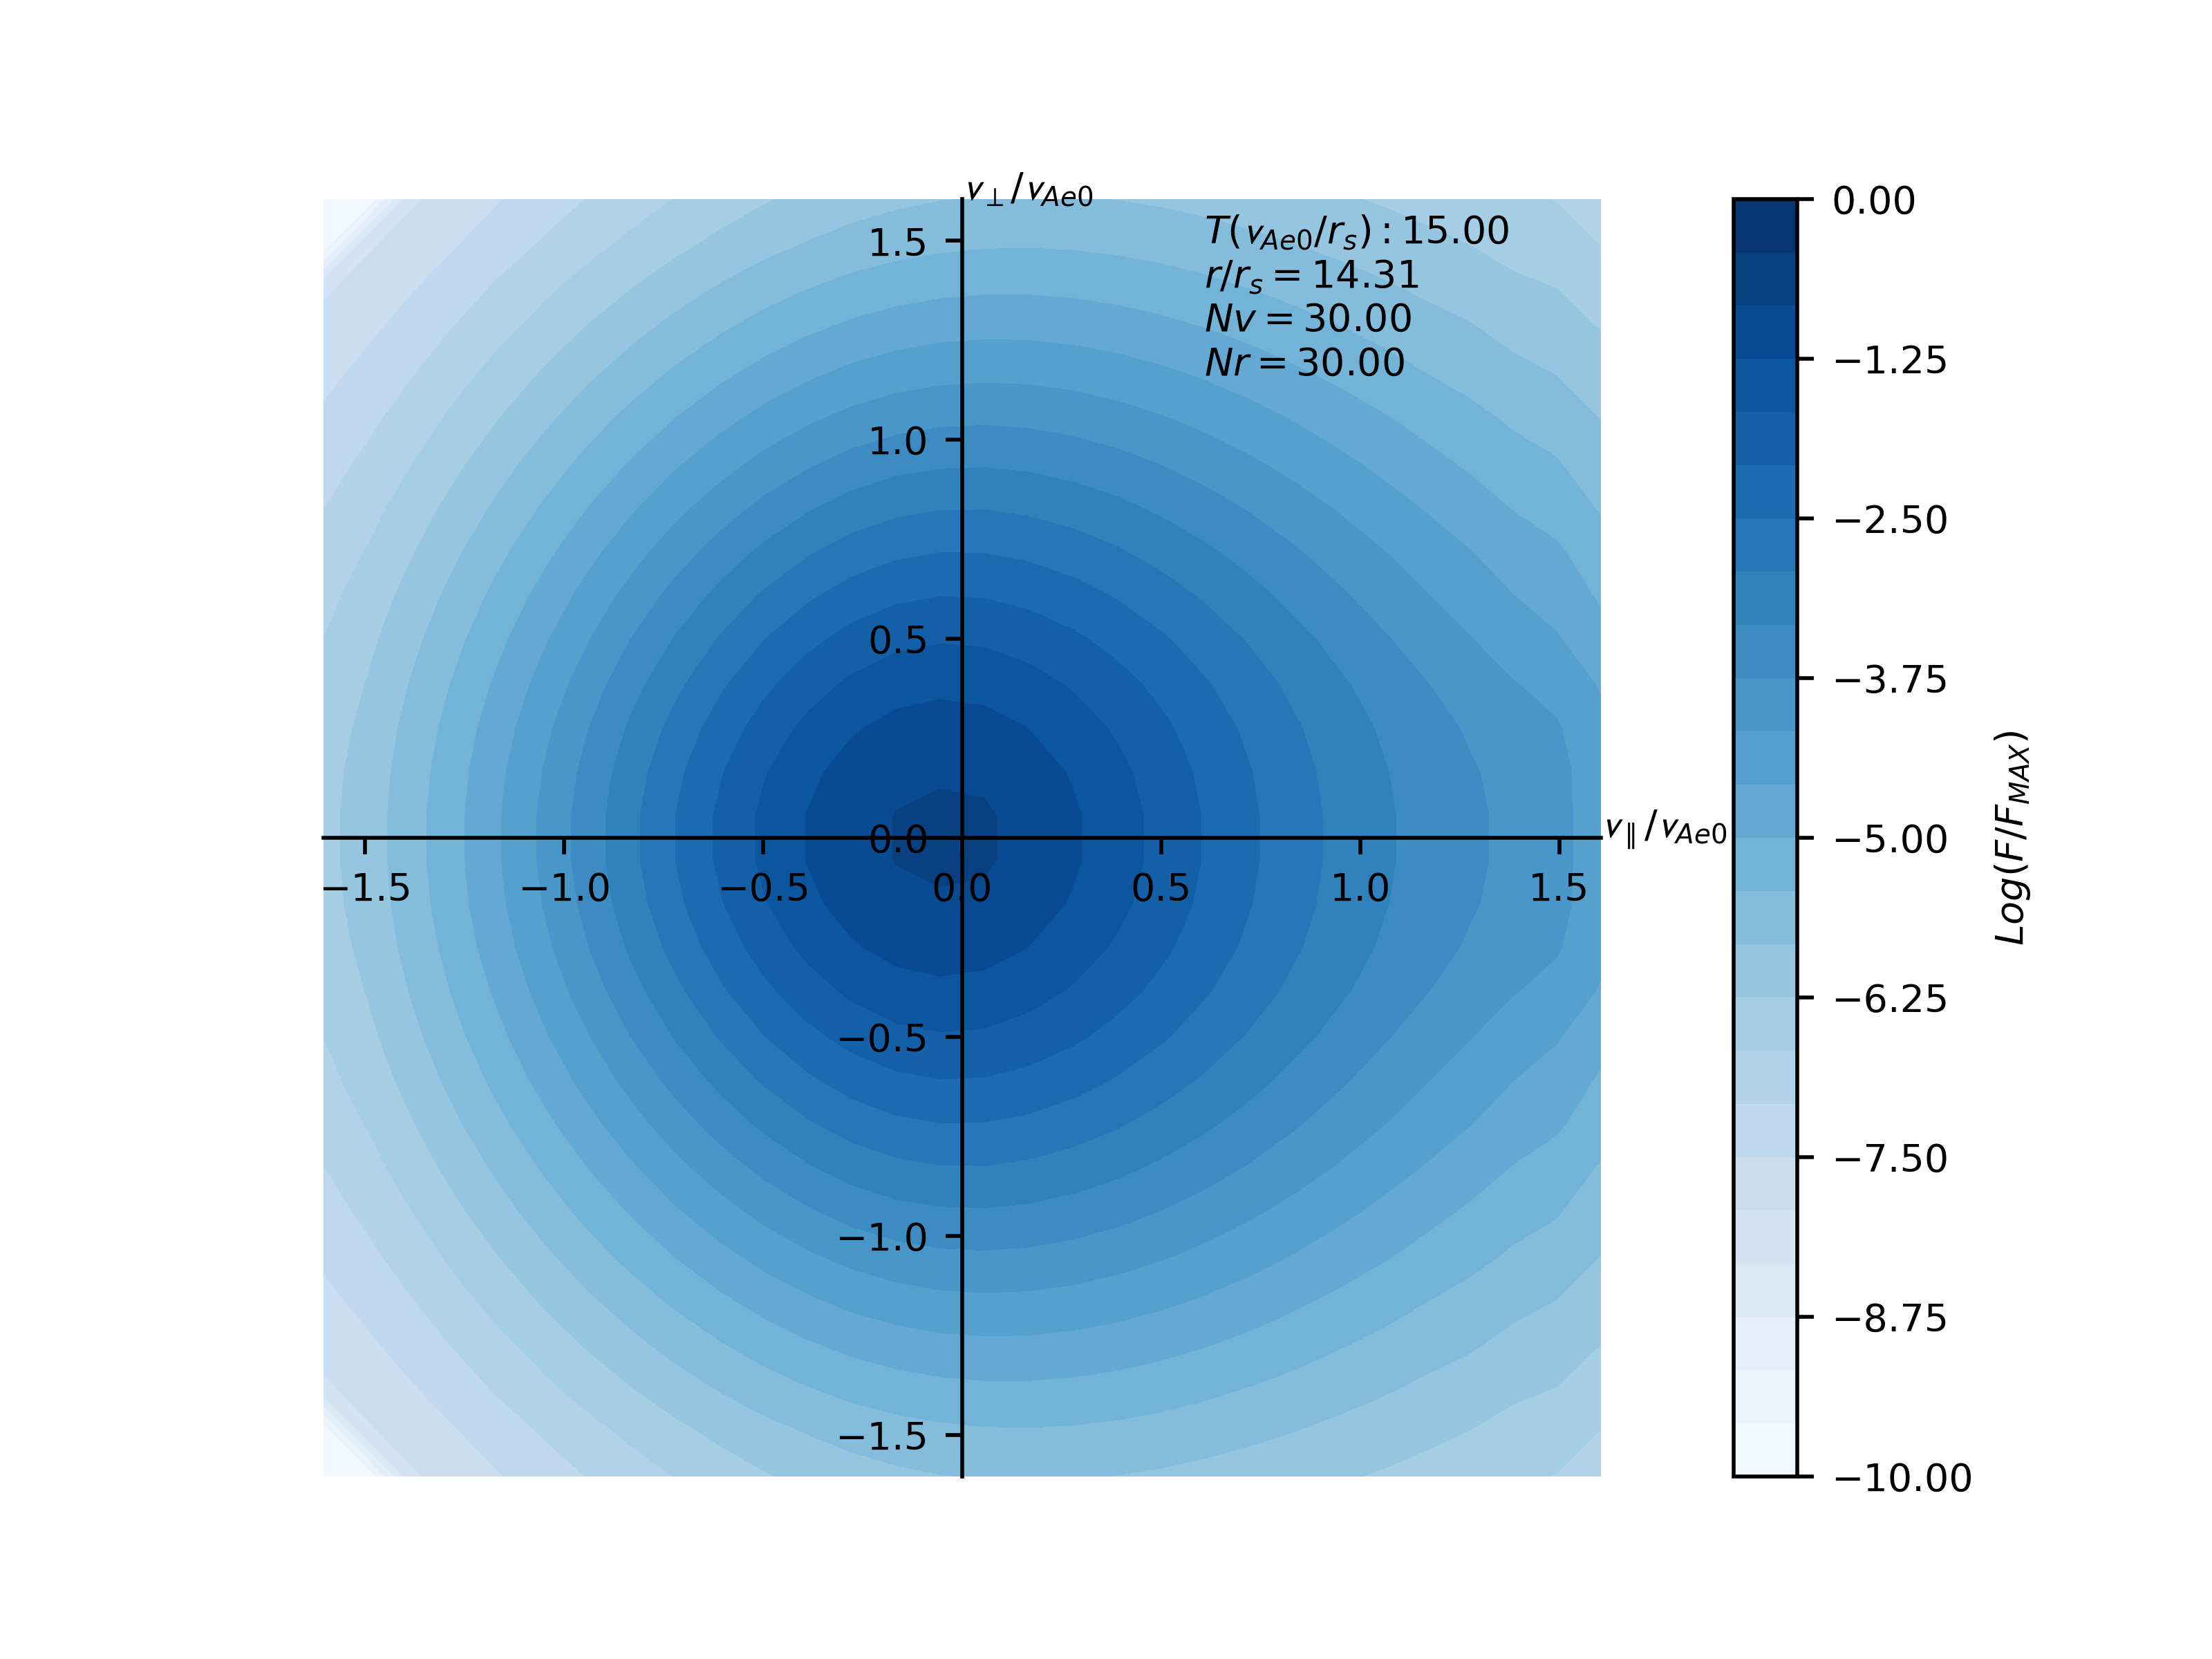 v⊥/vAe0
T(vAe0/rs) : 15.00
r/rs = 14.31
Nv = 30.00
Nr = 30.00
1.5
1.0
0.5
0.0
−0.5
−1.0
−1.5
−1.5 −1.0 −0.5 0.0 0.5 1.0 1.5
v∥/vAe0
0.00
−1.25
−2.50
−3.75
−5.00
−6.25
−7.50
−8.75
−10.00
Log(F/FMAX)